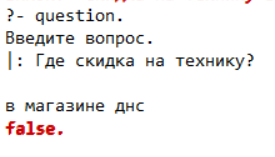 ?- question.
Введите вопрос.
|: Где скидка на технику?
в магазине днс
false.